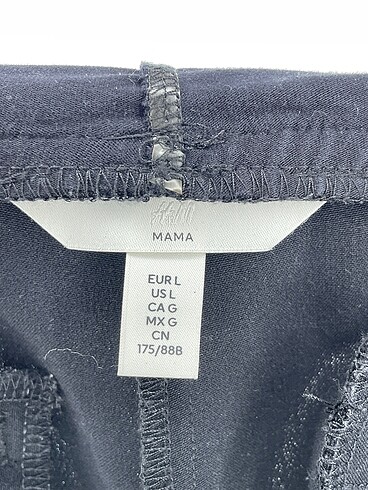 H&M
MAMA
EUR L
US L
CA G
MX G
CN
175/88B